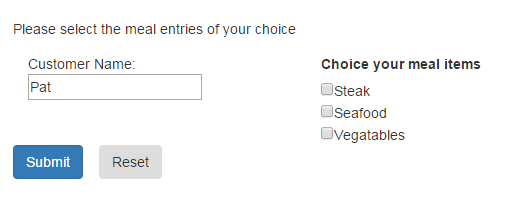 Please select the meal entries of your choice
Customer Name:
Pat
Choice your meal items
Steak
Seafood
Vegatables
Submit
Reset